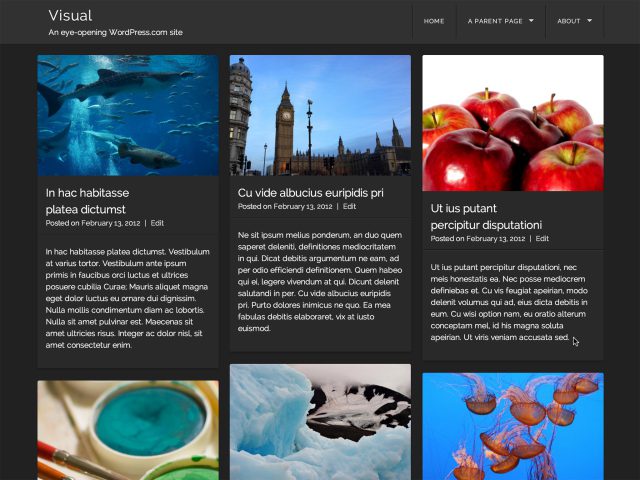 Visual
An eye-opening WordPress.com site
HOME
A PARENT PAGE
ABOUT
In hac habitasse
platea dictumst
Posted on February 13, 2012 | Edit
In hac habitasse platea dictumst. Vestibulum
at varius tortor. Vestibulum ante ipsum
primis in faucibus orci luctus et ultrices
posuere cubilia Curae; Mauris aliquet magna
eget dolor luctus eu ornare dui dignissim.
Nulla mollis condimentum diam ac lobortis.
Nulla sit amet pulvinar est. Maecenas sit
amet ultricies risus. Integer ac dolor nisl, sit
amet consectetur enim.
Cu vide albucius euripidis pri
Posted on February 13, 2012 | Edit
Ne sit ipsum melius ponderum, an duo quem
saperet deleniti, definitiones mediocritatem
in qui. Dicat debitis argumentum ne eam, ad
per odio efficiendi definitionem. Quem habeo
qui ei, legere vivendum at qui. Dicunt delenit
salutandi in per. Cu vide albucius euripidis
pri. Purto dolores inimicus ne quo. Ea mea
fabulas debitis elaboraret, vix at iusto
euismod.
Ut ius putant
percipitur disputationi
Posted on February 13, 2012 | Edit
Ut ius putant percipitur disputationi, nec
meis honestatis ea. Nec posse mediocrem
definiebas et. Cu vis feugiat apeirian, modo
delenit volumus qui ad, eius dicta debitis in
eum. Cu wisi option nam, eu oratio alterum
conceptam mel, id his magna soluta
apeirian. Ut viris veniam accusata sed.